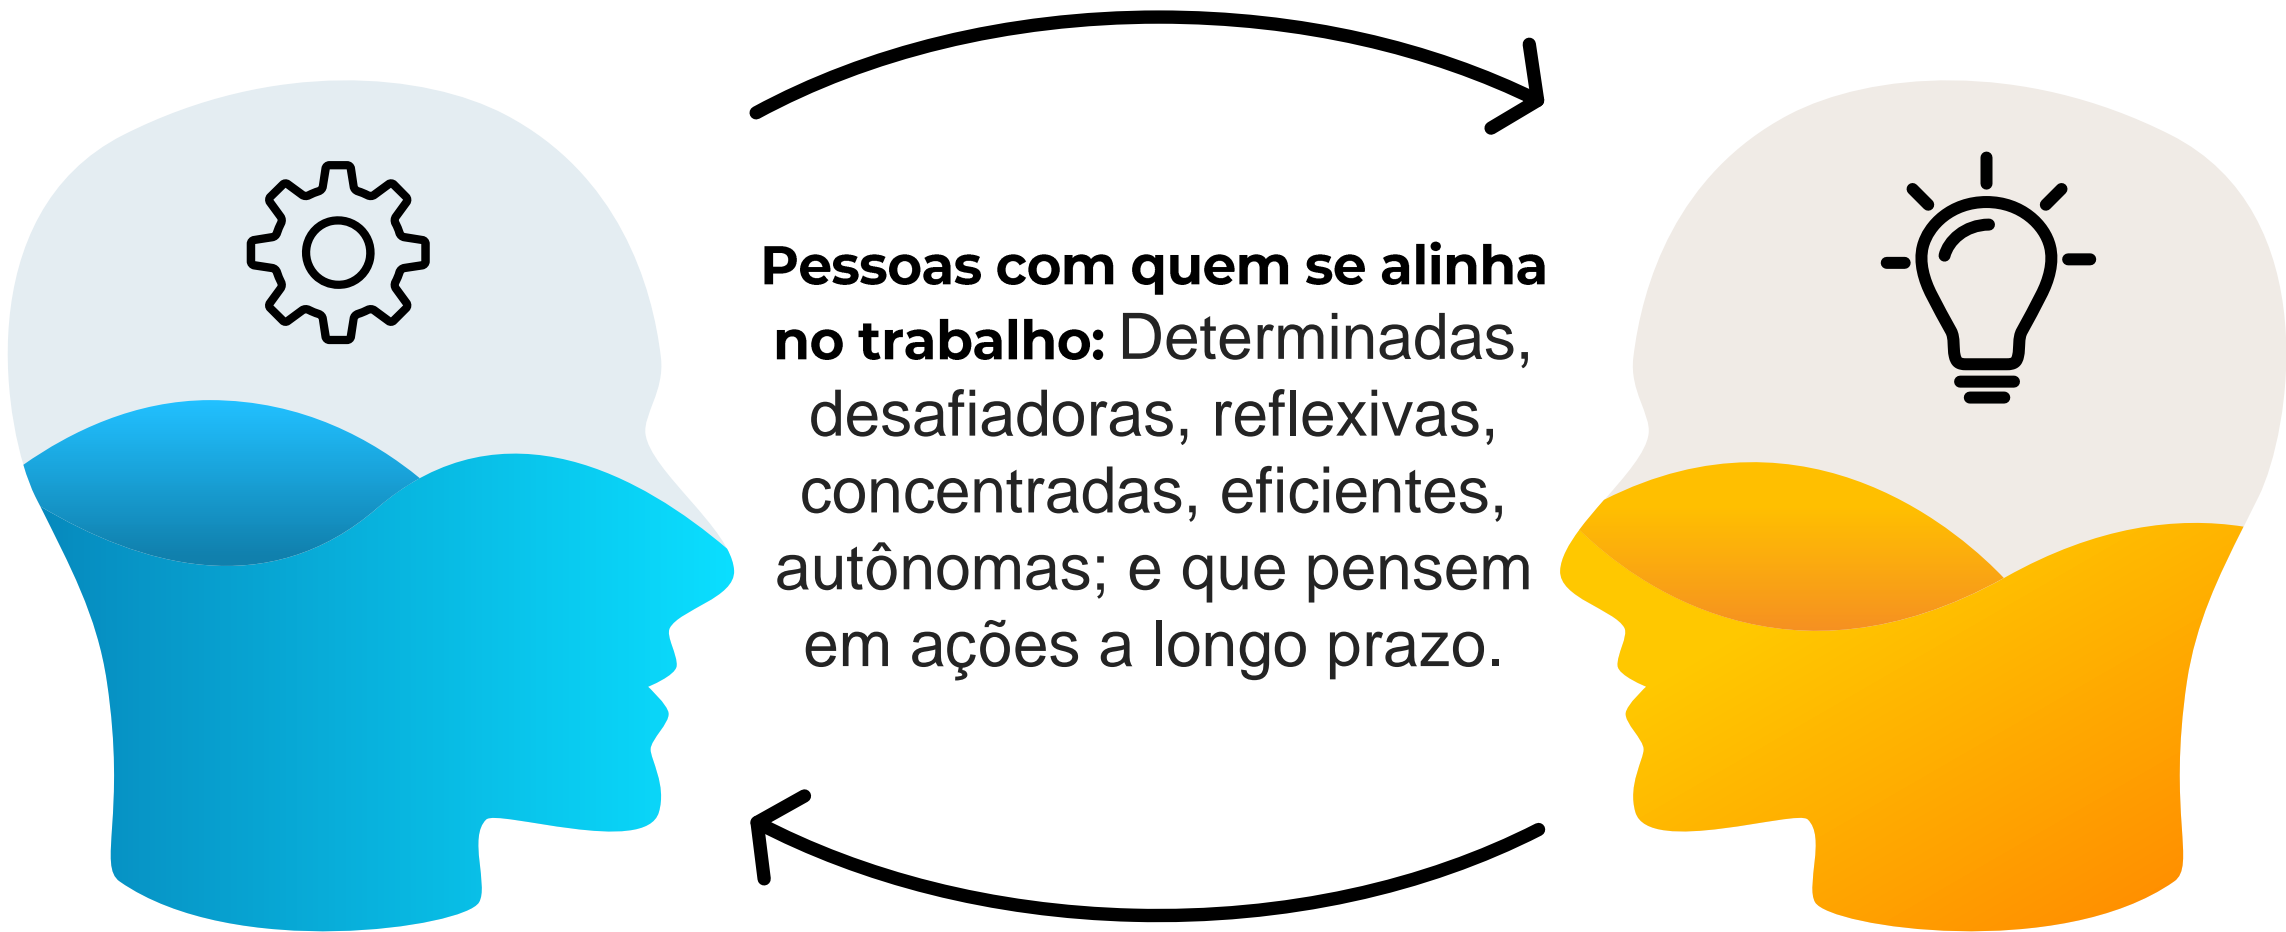 Pessoas com quem se alinha
no trabalho: Determinadas,
desafiadoras, reflexivas,
concentradas, eficientes,
autônomas; e que pensem
em ações a longo prazo.